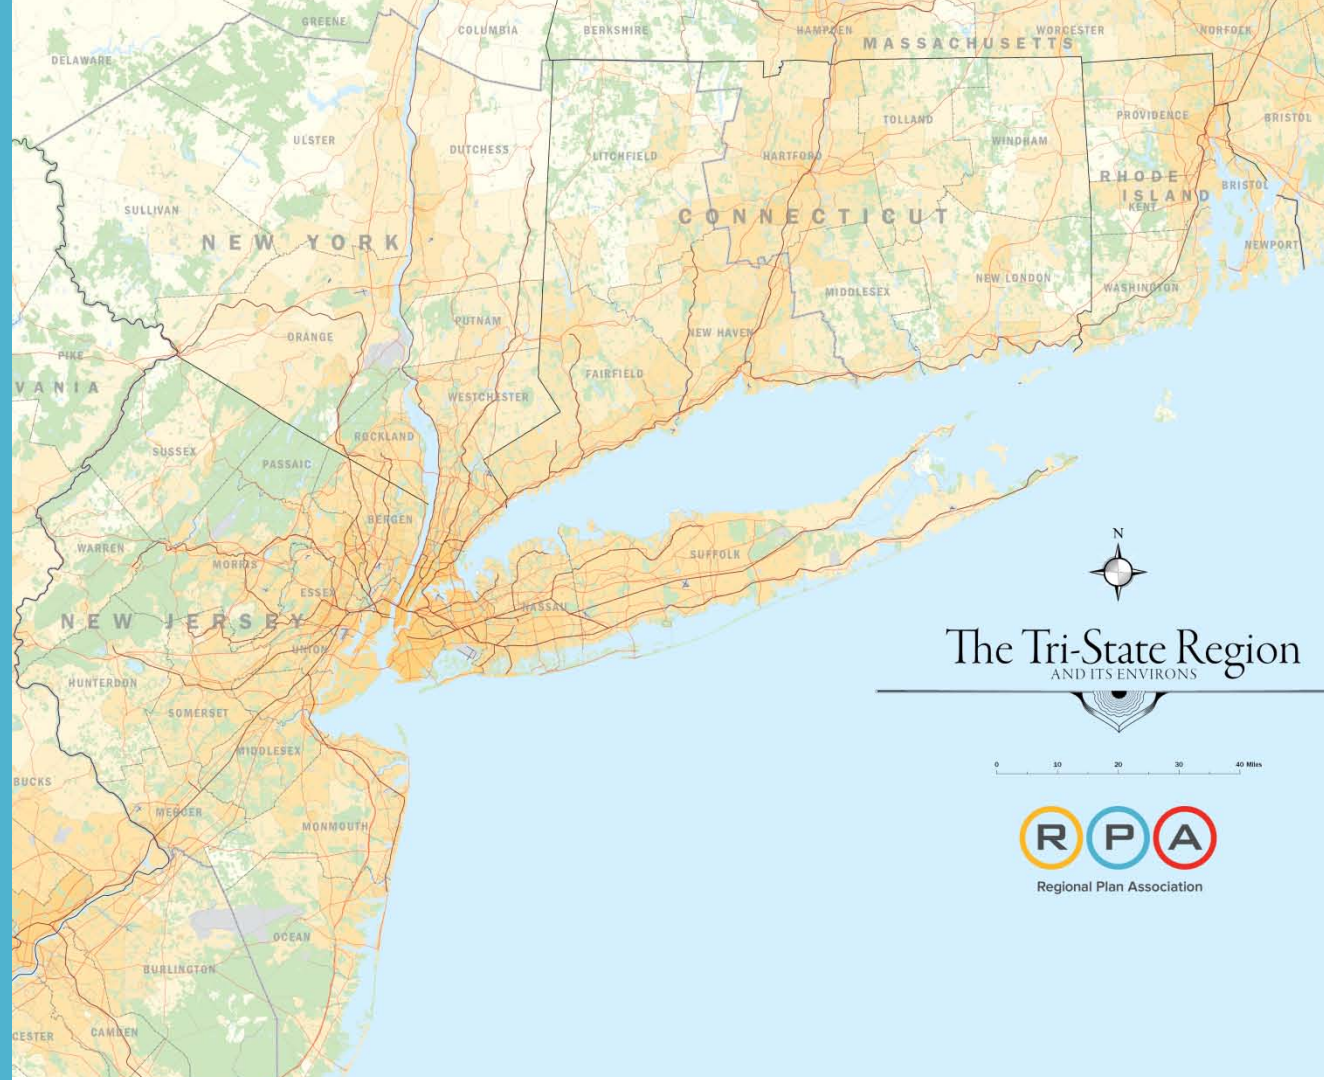 GREENE
COLUMBIA
BERKSHIRE
HAMPDEN
WORCESTER
NORFOLK
MASSACHUSETTS
DELAWARE
PROVIDENCE
BRISTOL
TOLLAND
ULSTER
DUTCHESS
WINDHAM
LITCHFIELD
HARTFORD
RHODE
ISLAND
BRISTOL
KENT
SULLIVAN
CONNECTICUT
NEW YORK
NEWPORT
NEW LONDON
WASHINGTON
MIDDLESEX
PUTNAM
ORANGE
NEW HAVEN
PIKE
VANIA
FAIRFIELD
WESTCHESTER
ROCKLAND
SUSSEX
PASSAIC
BERGEN
WARREN
MORRIS
SUFFOLK
ESSEX
NASSAU
NEW JERSEY
UNION
HUNTERDON
SOMERSET
MIDDLESEX
BUCKS
MERCER
MONMOUTH
OCEAN
BURLINGTON
CAMDEN
CESTER
N
The Tri-State Region
AND ITS ENVIRONS
0 10 20 30 40 Miles
RPA
Regional Plan Association